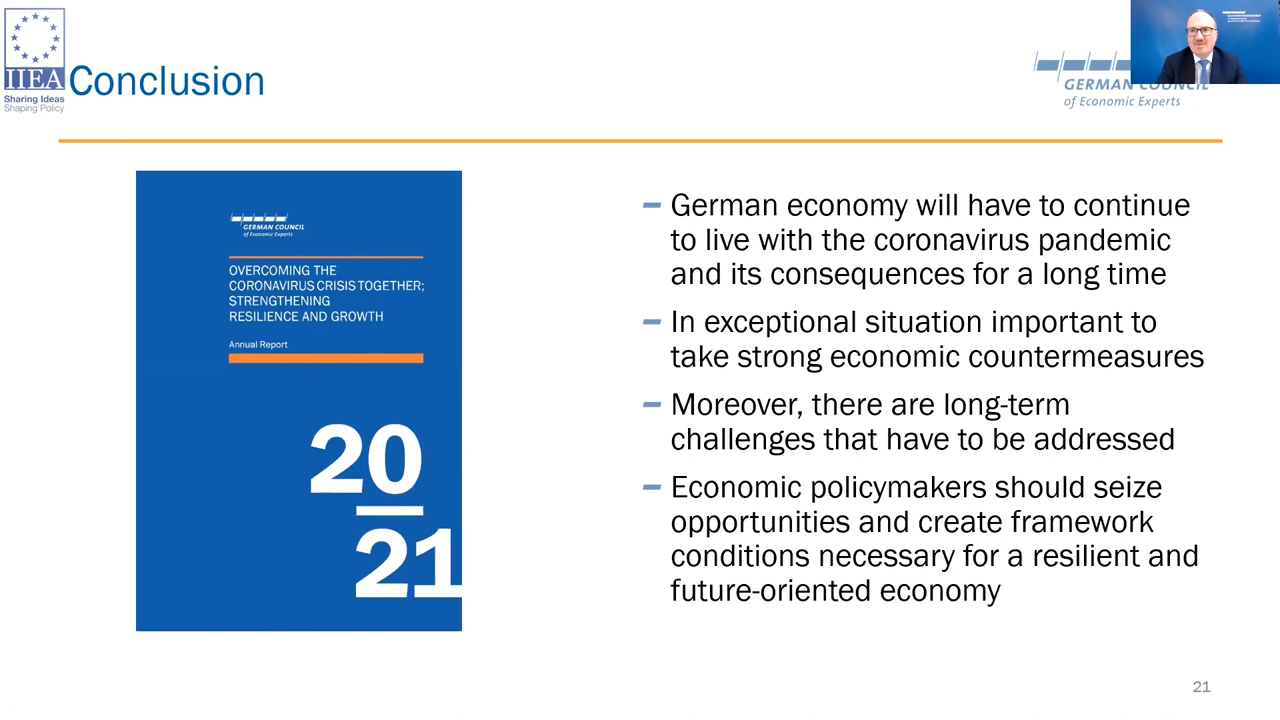 IIEA
Sharing Ideas
Shaping Policy
Conclusion
GERMAN COUNCIL
of Economic Experts
GERMAN COUNCIL
of Economic Experts
OVERCOMING THE
CORONAVIRUS CRISIS TOGETHER;
STRENGTHENING
RESILIENCE AND GROWTH
Annual Report
20
21
– German economy will have to continue
to live with the coronavirus pandemic
and its consequences for a long time
– In exceptional situation important to
take strong economic countermeasures
– Moreover, there are long-term
challenges that have to be addressed
– Economic policymakers should seize
opportunities and create framework
conditions necessary for a resilient and
future-oriented economy
21